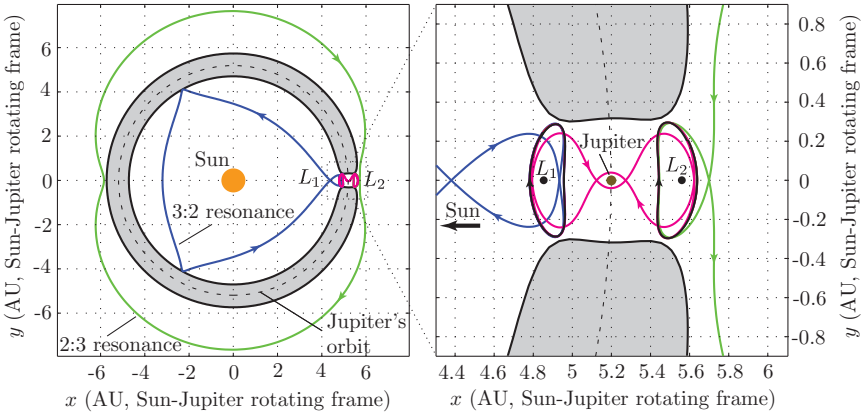 y (AU, Sun-Jupiter rotating frame)
6
4
2
0
-2
-4
-6
Sun
L1
L2
3:2 resonance
2:3 resonance
Jupiter's
orbit
-6 -4 -2 0 2 4 6
x (AU, Sun-Jupiter rotating frame)
0.8
0.6
0.4
0.2
0
-0.2
-0.4
-0.6
-0.8
y (AU, Sun-Jupiter rotating frame)
Jupiter
L1
L2
Sun
4.4 4.6 4.8 5 5.2 5.4 5.6 5.8 6
x (AU, Sun-Jupiter rotating frame)